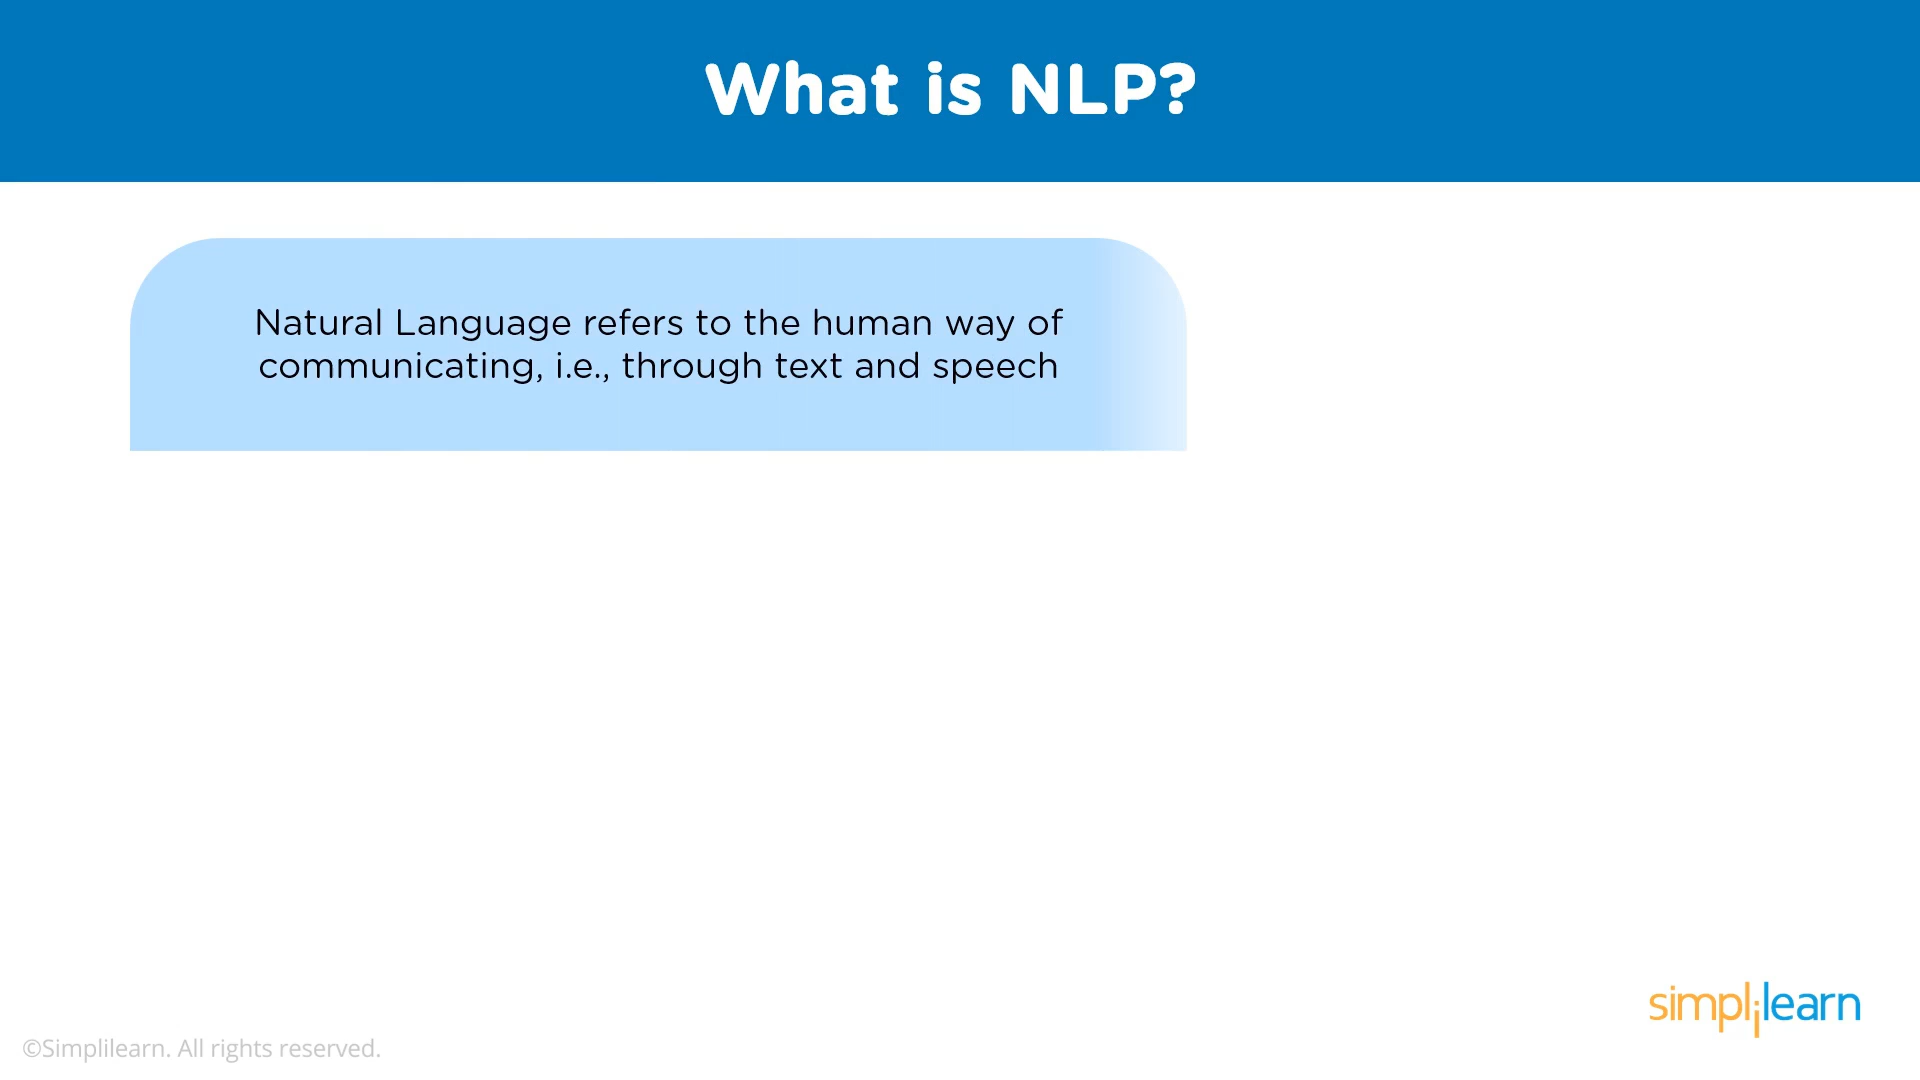 What is NLP?
Natural Language refers to the human way of
communicating, i.e., through text and speech
simplilearn
©Simplilearn. All rights reserved.